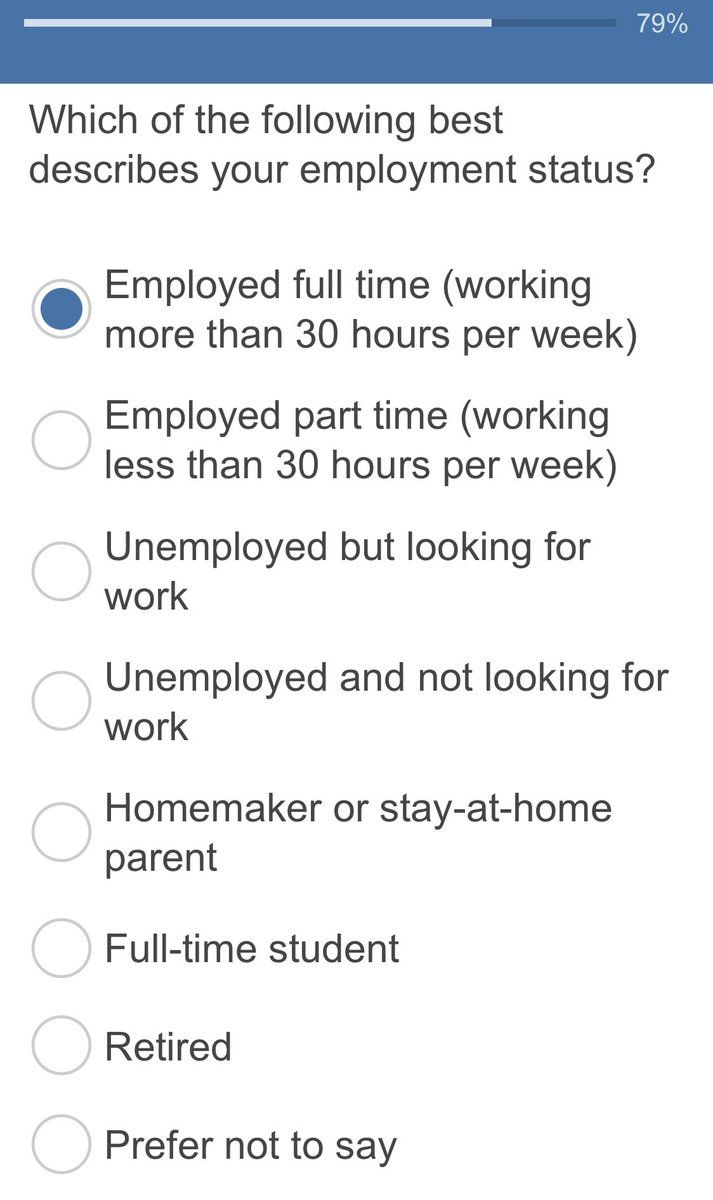 79%
Which of the following best
describes your employment status?
Employed full time (working
more than 30 hours per week)
Employed part time (working
less than 30 hours per week)
Unemployed but looking for
work
Unemployed and not looking for
work
Homemaker or stay-at-home
parent
Full-time student
Retired
Prefer not to say